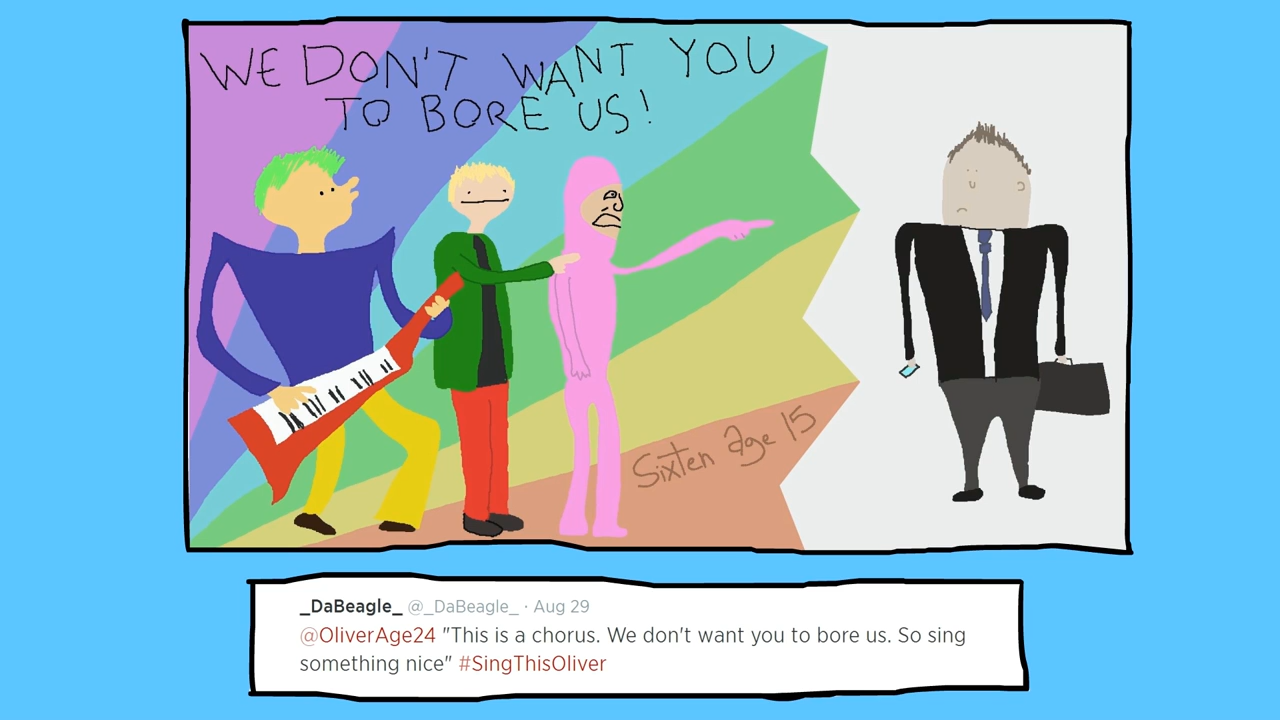 WE DON'T WANT YOU
TO BORE US!
Sixten age 15
_DaBeagle_ @_DaBeagle_ · Aug 29
@OliverAge24 "This is a chorus. We don't want you to bore us. So sing
something nice" #SingThisOliver